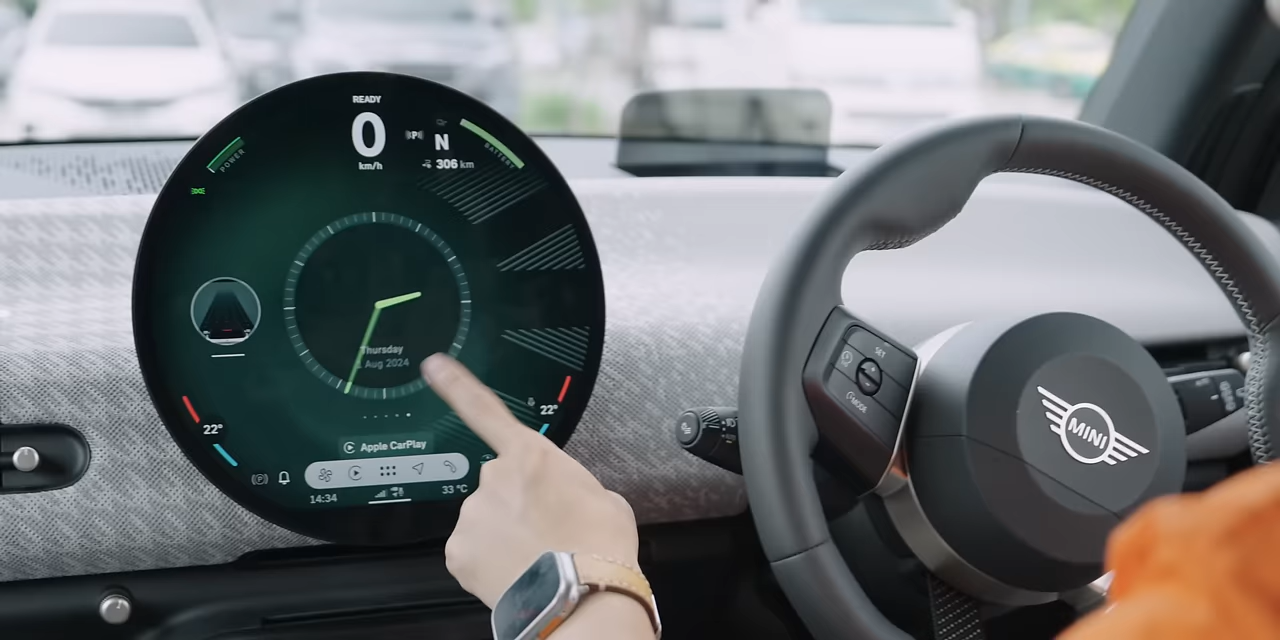 READY
0
km/h
(P)
N
306 km
POWER
BATTERY
Thursday
Aug 2024
22°
22°
Apple CarPlay
(P)
14:34
33 °C
SET
MODE
MINI